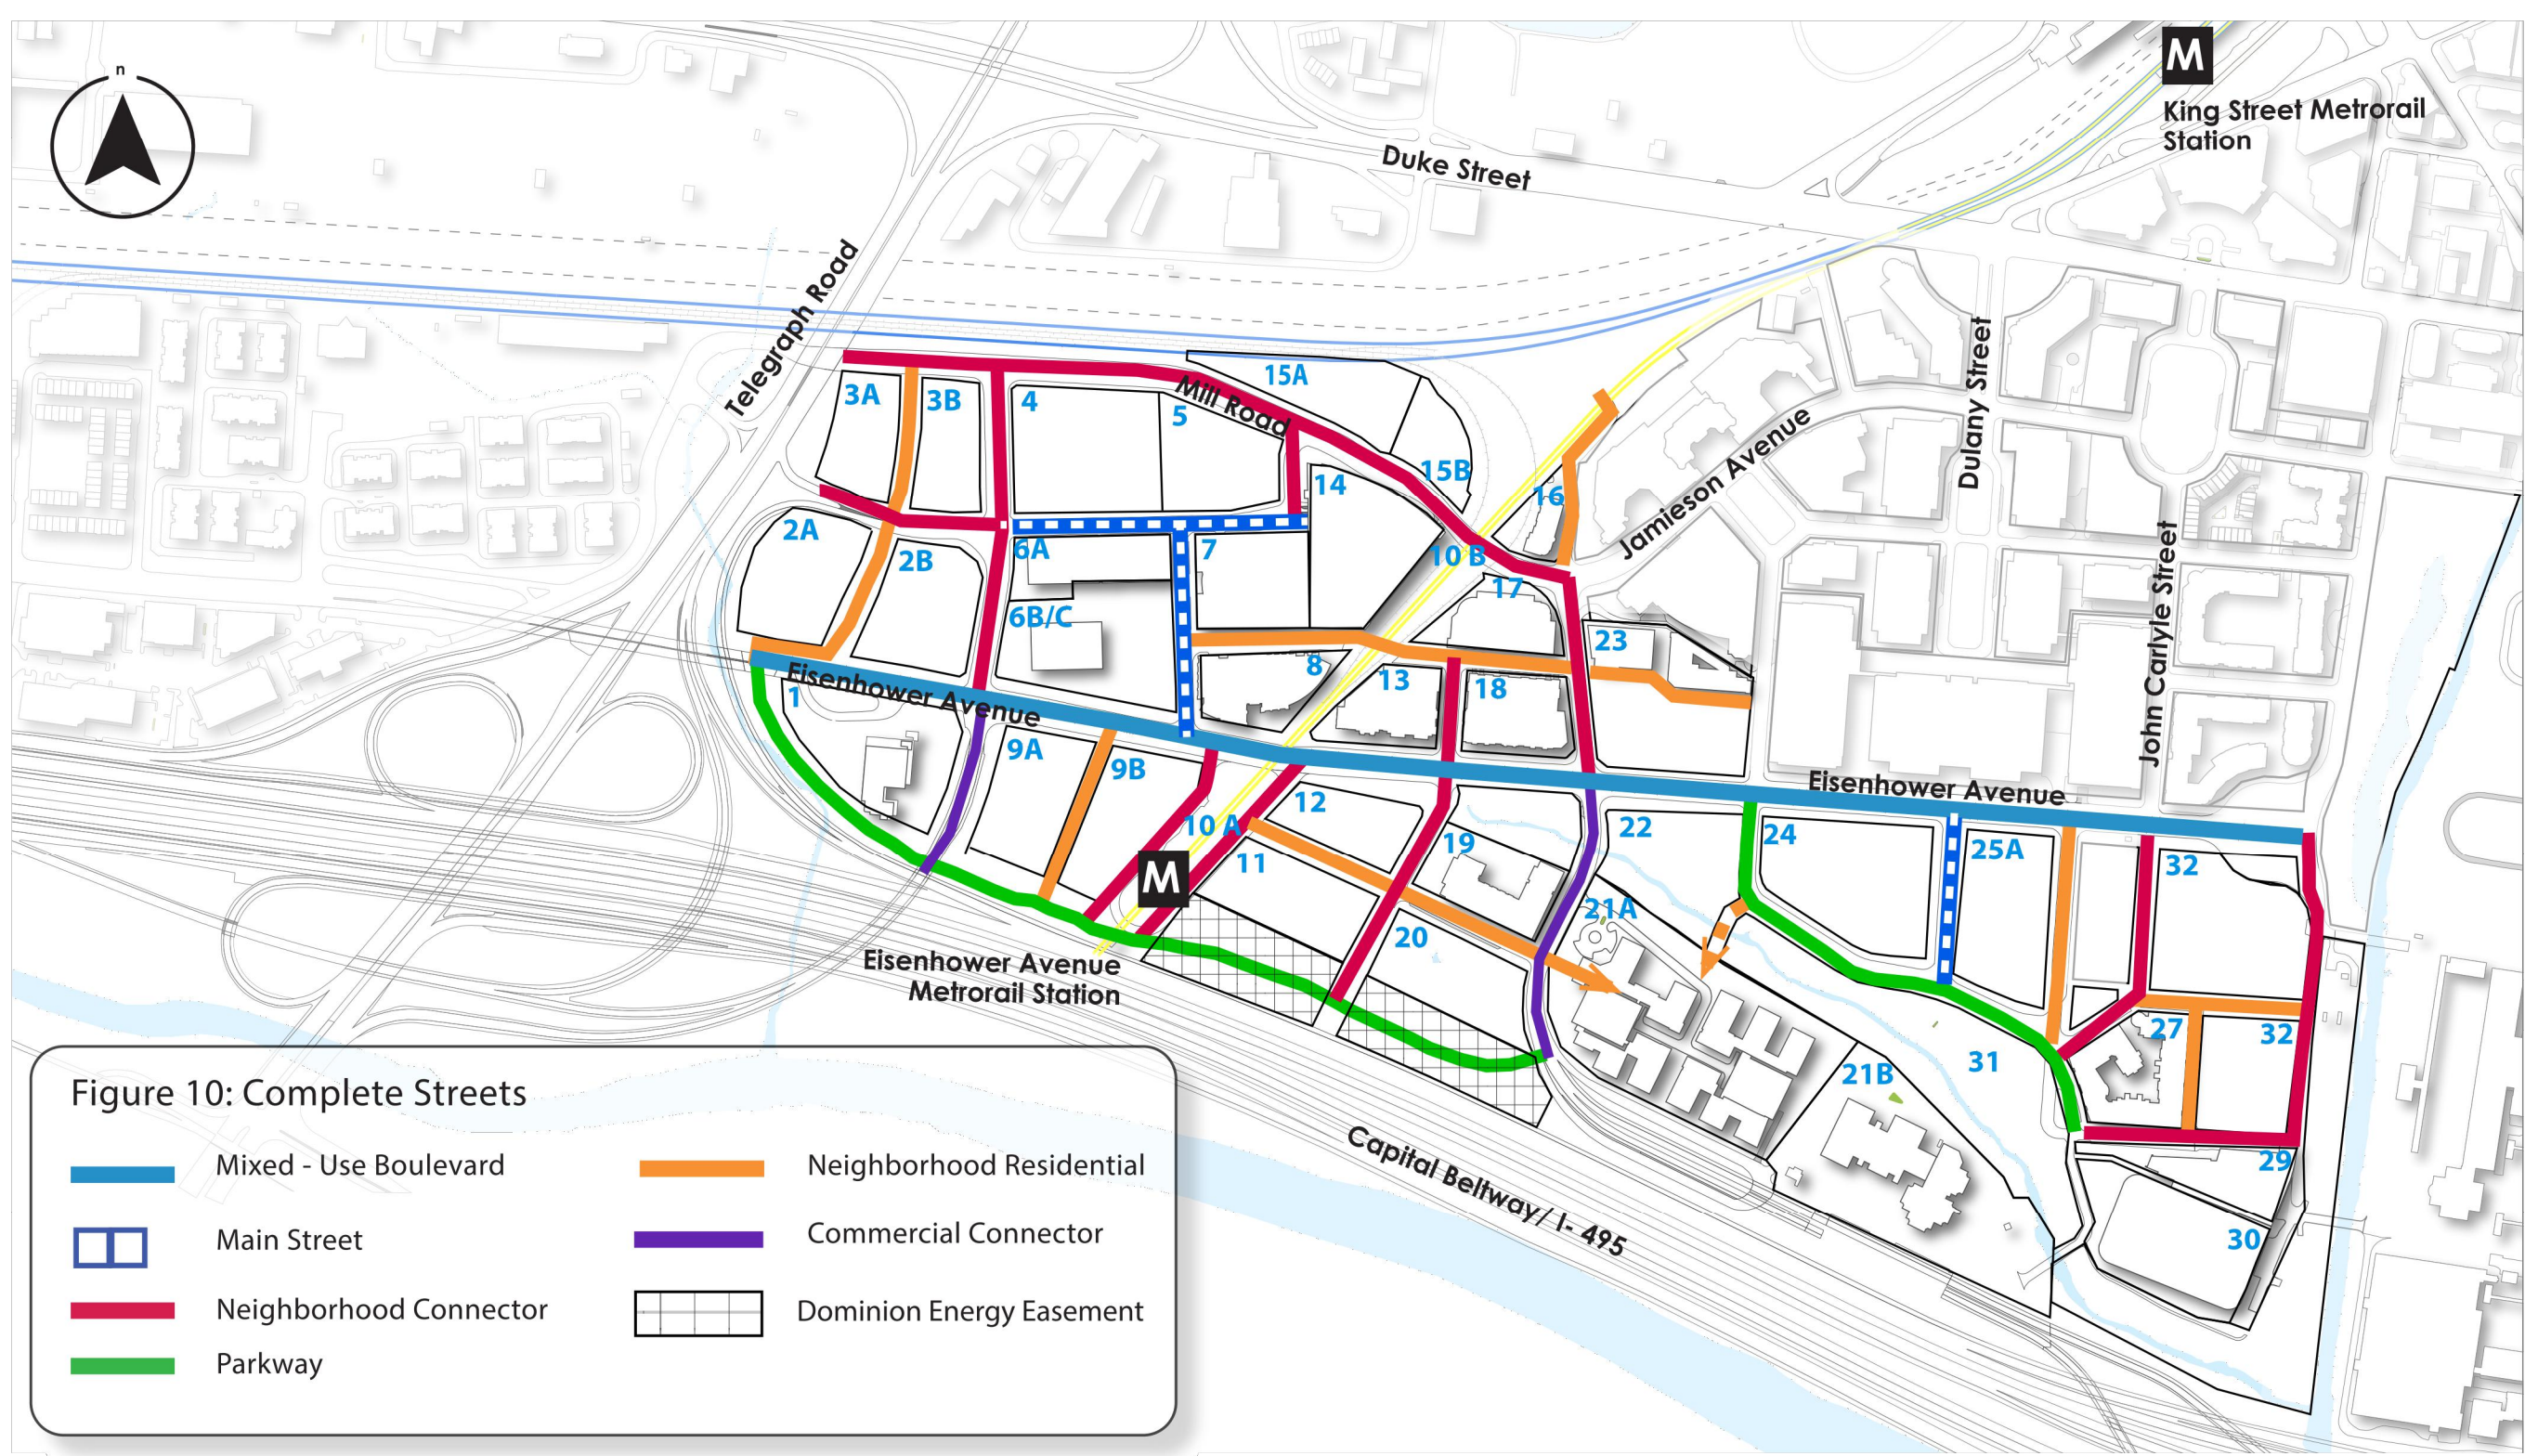 n
M
King Street Metrorail
Station
Duke Street
Telegraph Road
Mill Road
Jamieson Avenue
Dulany Street
John Carlyle Street
3A
3B
4
5
15A
15B
14
16
2A
2B
6A
7
10 B
17
6B/C
8
13
18
23
Eisenhower Avenue
1
9A
9B
10 A
12
11
19
22
24
25A
32
Eisenhower Avenue
M
21A
20
Eisenhower Avenue
Metrorail Station
31
21B
27
32
29
30
Capital Beltway/ I- 495
Figure 10: Complete Streets
Mixed - Use Boulevard
Main Street
Neighborhood Connector
Parkway
Neighborhood Residential
Commercial Connector
Dominion Energy Easement